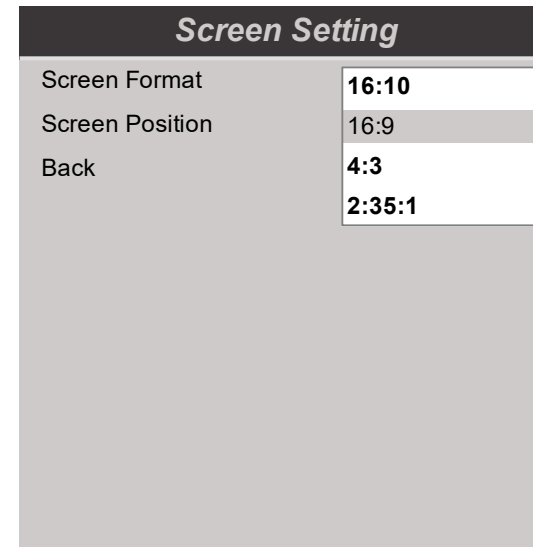 Screen Setting
Screen Format
16:10
Screen Position
16:9
Back
4:3
2:35:1